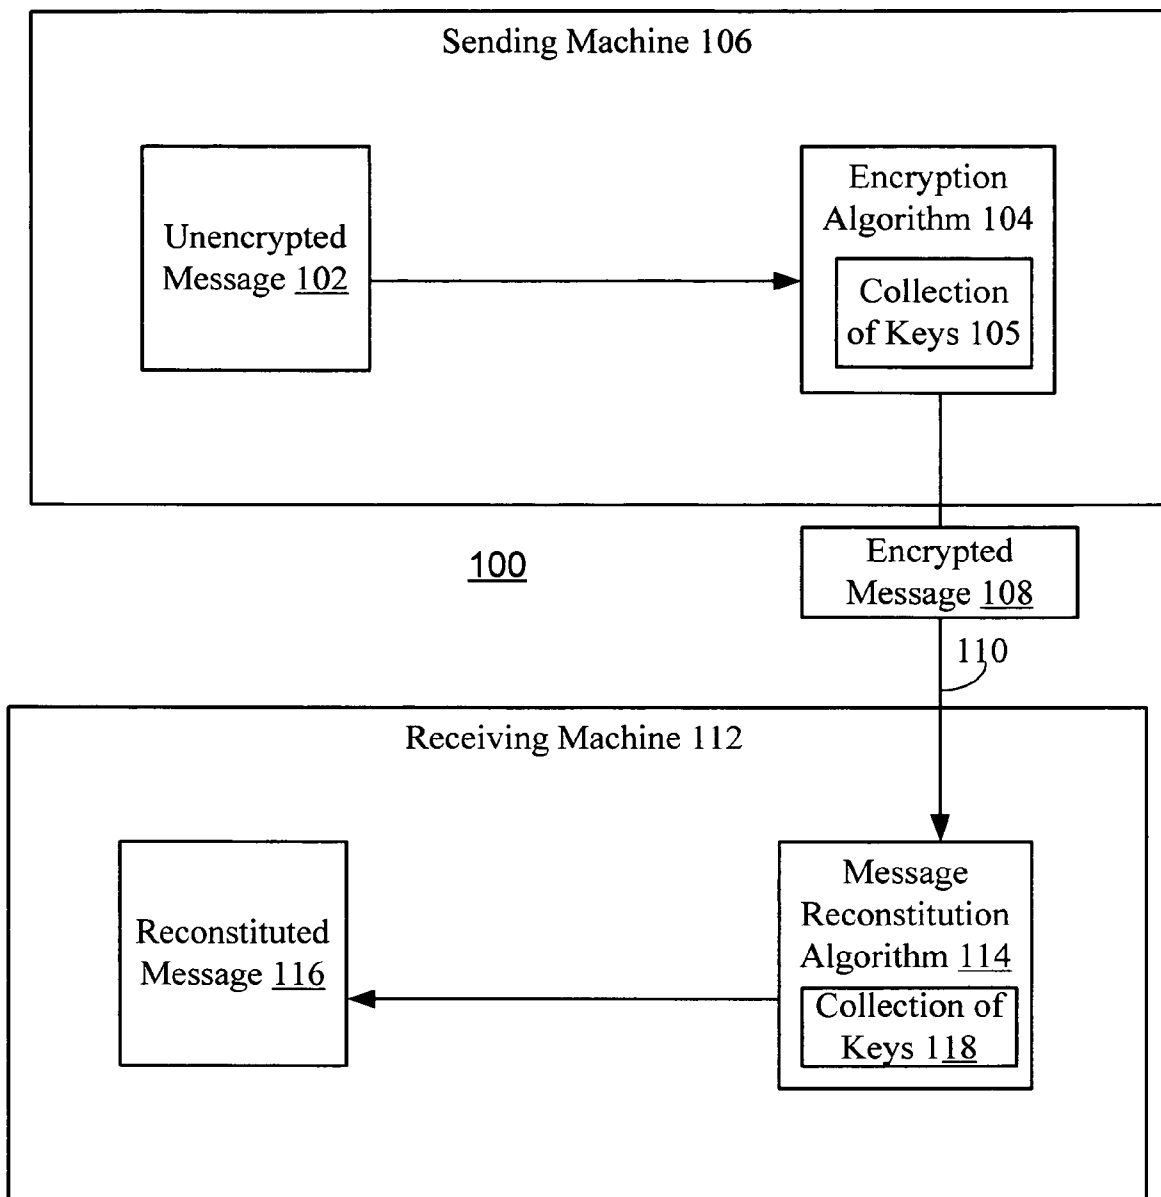 Sending Machine 106
Unencrypted
Message 102
Encryption
Algorithm 104
Collection
of Keys 105
100
Encrypted
Message 108
110
Receiving Machine 112
Reconstituted
Message 116
Message
Reconstitution
Algorithm 114
Collection of
Keys 118